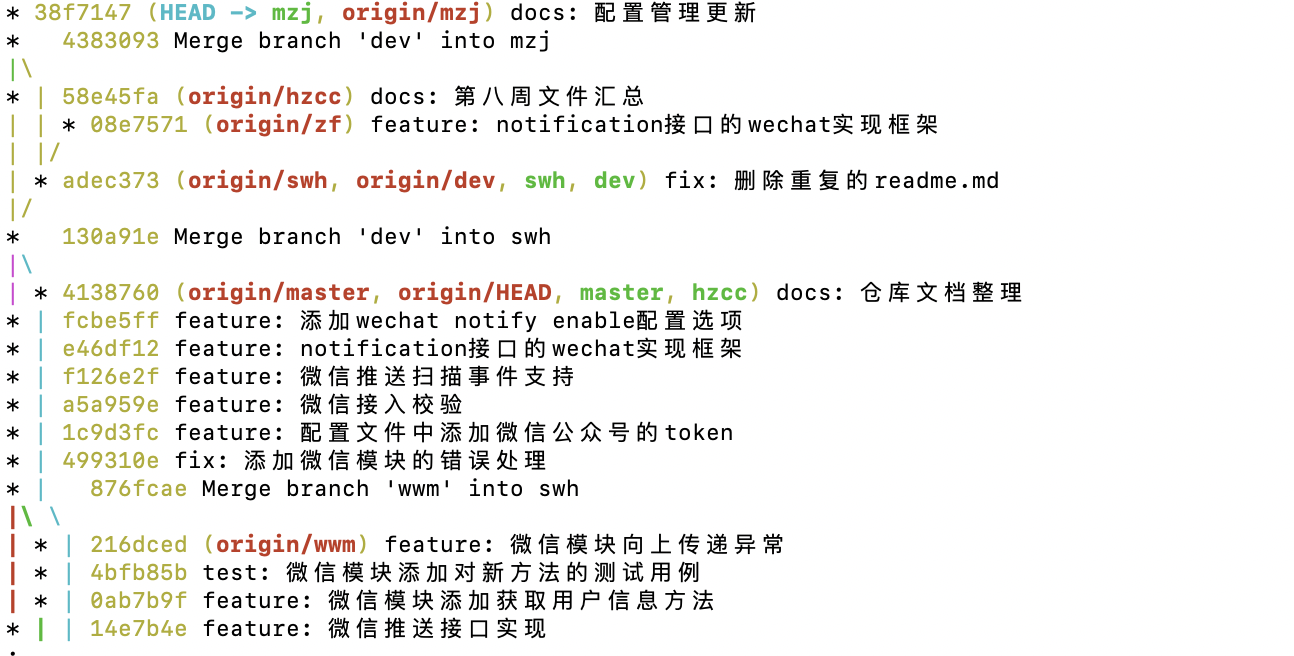 * 38f7147 (HEAD -> mzj, origin/mzj) docs: 配置管理更新
*   4383093 Merge branch 'dev' into mzj
|\
* | 58e45fa (origin/hzcc) docs: 第八周文件汇总
| | * 08e7571 (origin/zf) feature: notification接口的wechat实现框架
| |/
| * adec373 (origin/swh, origin/dev, swh, dev) fix: 删除重复的readme.md
|/
*   130a91e Merge branch 'dev' into swh
|\
| * 4138760 (origin/master, origin/HEAD, master, hzcc) docs: 仓库文档整理
* | fcbe5ff feature: 添加wechat notify enable配置选项
* | e46df12 feature: notification接口的wechat实现框架
* | f126e2f feature: 微信推送扫描事件支持
* | a5a959e feature: 微信接入校验
* | 1c9d3fc feature: 配置文件中添加微信公众号的token
* | 499310e fix: 添加微信模块的错误处理
* |   876fcae Merge branch 'wwm' into swh
|\ \
| * | 216dced (origin/wwm) feature: 微信模块向上传递异常
| * | 4bfb85b test: 微信模块添加对新方法的测试用例
| * | 0ab7b9f feature: 微信模块添加获取用户信息方法
* | | 14e7b4e feature: 微信推送接口实现
: